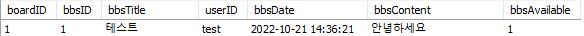 boardID bbsID bbsTitle userID bbsDate bbsContent bbsAvailable
1 1 테스트 test 2022-10-21 14:36:21 안녕하세요 1